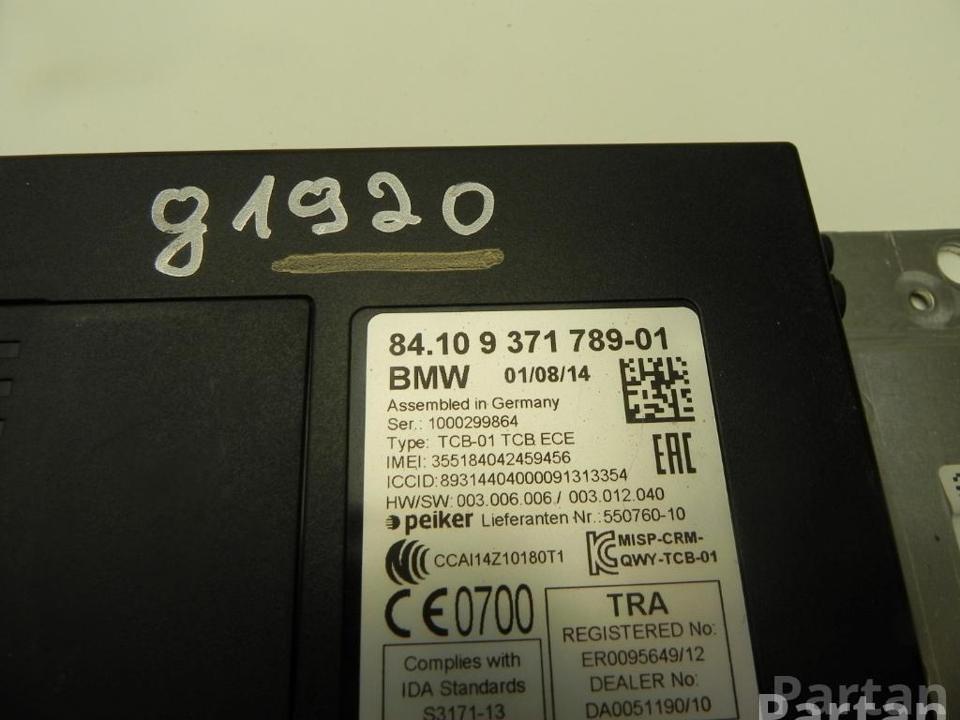 g1920
84.10 9 371 789-01
BMW 01/08/14
Assembled in Germany
Ser.: 1000299864
Type: TCB-01 TCB ECE
IMEI: 355184042459456
ICCID:89314404000091313354
HW/SW: 003.006.006/ 003.012.040
peiker Lieferanten Nr.:550760-10
CCAI14Z10180T1
MISP-CRM-
QWY-TCB-01
CE0700
EAC
Complies with
IDA Standards
S3171-13
TRA
REGISTERED No:
ER0095649/12
DEALER No:
DA0051190/10
Partan
Partan